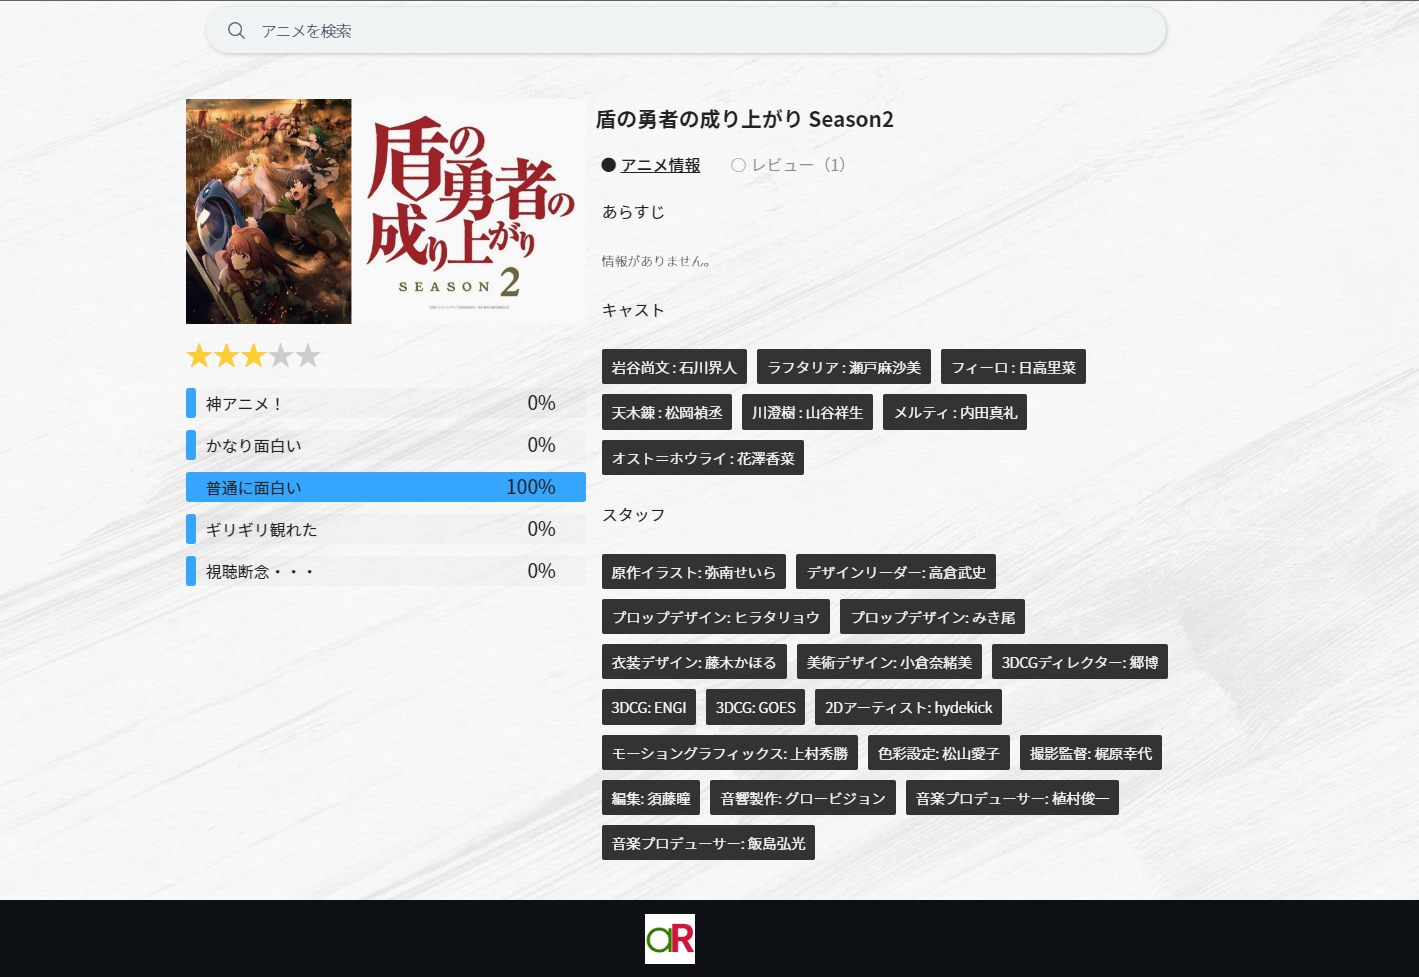 アニメを検索
盾の勇者の成り上がり
SEASON 2
盾の勇者の成り上がり Season2
アニメ情報 レビュー（1）
あらすじ
情報がありません。
キャスト
岩谷尚文 : 石川界人 ラフタリア : 瀬戸麻沙美 フィーロ : 日高里菜
天木錬 : 松岡禎丞 川澄樹 : 山谷祥生 メルティ : 内田真礼
オスト＝ホウライ : 花澤香菜
スタッフ
原作イラスト: 弥南せいら デザインリーダー: 高倉武史
プロップデザイン: ヒラタリョウ プロップデザイン: みき尾
衣装デザイン: 藤木かほる 美術デザイン: 小倉奈緒美 3DCGディレクター: 郷博
3DCG: ENGI 3DCG: GOES 2Dアーティスト: hydekick
モーショングラフィックス: 上村秀勝 色彩設定: 松山愛子 撮影監督: 梶原幸代
編集: 須藤瞳 音響製作: グロービジョン 音楽プロデューサー: 植村俊一
音楽プロデューサー: 飯島弘光
神アニメ！ 0%
かなり面白い 0%
普通に面白い 100%
ギリギリ観れた 0%
視聴断念・・・ 0%
aR